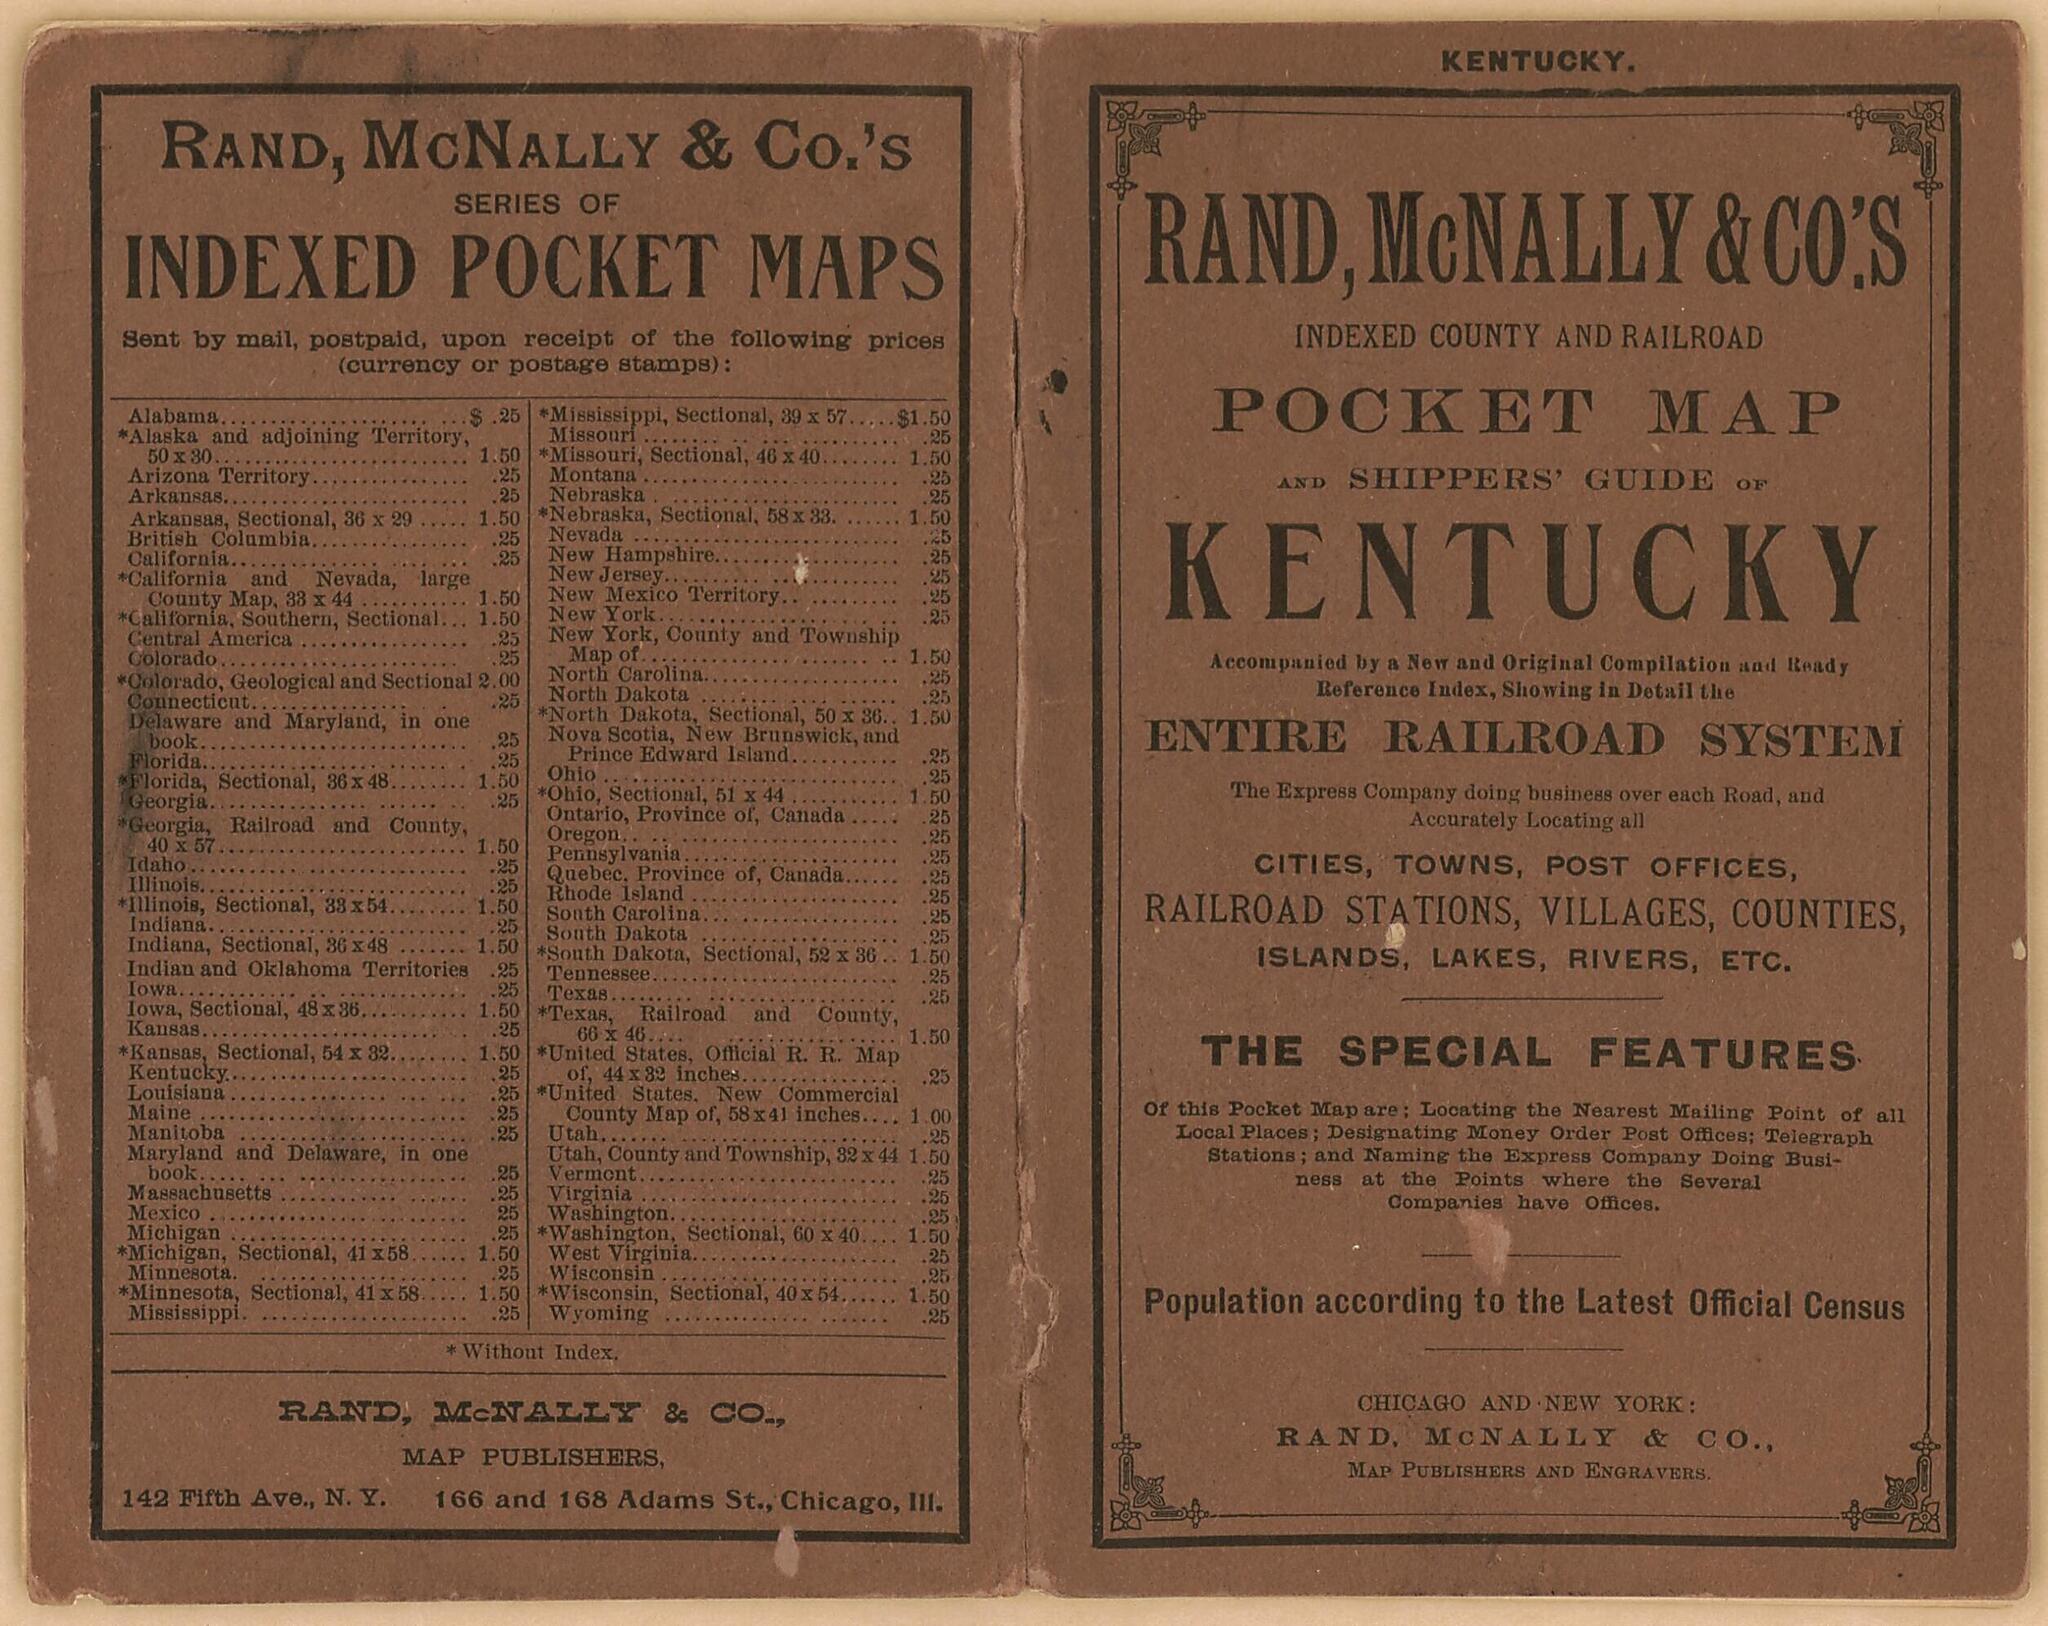 RAND, MCNALLY & CO.'S
SERIES OF
INDEXED POCKET MAPS
Sent by mail, postpaid, upon receipt of the following prices
(currency or postage stamps):
Alabama.....................$ .25
*Alaska and adjoining Territory,
50 x 30.......................... 1.50
Arizona Territory................ .25
Arkansas......................... .25
Arkansas, Sectional, 36 x 29 ..... 1.50
British Columbia................. .25
California....................... .25
*California and Nevada, large
County Map, 33 x 44 ........... 1.50
*California, Southern, Sectional... 1.50
Central America ................. .25
Colorado......................... .25
*Colorado, Geological and Sectional 2.00
Connecticut...................... .25
Delaware and Maryland, in one
book............................. .25
Florida.......................... .25
*Florida, Sectional, 36 x 48........ 1.50
Georgia.......................... .25
*Georgia, Railroad and County,
40 x 57.......................... 1.50
Idaho............................ .25
Illinois......................... .25
*Illinois, Sectional, 33 x 54........ 1.50
Indiana.......................... .25
Indiana, Sectional, 36 x 48 ....... 1.50
Indian and Oklahoma Territories .25
Iowa............................. .25
Iowa, Sectional, 48 x 36........... 1.50
Kansas........................... .25
*Kansas, Sectional, 54 x 32........ 1.50
Kentucky......................... .25
Louisiana........................ .25
Maine ........................... .25
Manitoba ........................ .25
Maryland and Delaware, in one
book............................. .25
Massachusetts ................... .25
Mexico .......................... 25
Michigan ........................ .25
*Michigan, Sectional, 41 x 58...... 1.50
Minnesota. ...................... .25
*Minnesota, Sectional, 41 x 58..... 1.50
Mississippi. .................... .25
*Mississippi, Sectional, 39 x 57.....$1.50
Missouri ........................ .25
*Missouri, Sectional, 46 x 40........ 1.50
Montana ......................... .25
Nebraska ........................ .25
*Nebraska, Sectional, 58 x 33. ...... 1.50
Nevada .......................... .25
New Hampshire.................... .25
New Jersey....................... .25
New Mexico Territory............. .25
New York......................... .25
New York, County and Township
Map of........................... 1.50
North Carolina................... .25
North Dakota .................... .25
*North Dakota, Sectional, 50 x 36.. 1.50
Nova Scotia, New Brunswick, and
Prince Edward Island........... .25
Ohio ............................ .25
*Ohio, Sectional, 51 x 44 ........... 1.50
Ontario, Province of, Canada ..... .25
Oregon........................... .25
Pennsylvania..................... .25
Quebec, Province of, Canada...... .25
Rhode Island .................... .25
South Carolina................... .25
South Dakota .................... .25
*South Dakota, Sectional, 52 x 36.. 1.50
Tennessee........................ .25
Texas............................ .25
*Texas, Railroad and County,
66 x 46.......................... 1.50
*United States, Official R. R. Map
of, 44 x 32 inches................ .25
*United States, New Commercial
County Map of, 58 x 41 inches.... 1.00
Utah............................. .25
Utah, County and Township, 32 x 44 1.50
Vermont.......................... .25
Virginia ........................ .25
Washington....................... .25
*Washington, Sectional, 60 x 40.... 1.50
West Virginia.................... .25
Wisconsin ....................... .25
*Wisconsin, Sectional, 40 x 54...... 1.50
Wyoming ......................... .25
* Without Index.
RAND, McNALLY & CO.,
MAP PUBLISHERS,
142 Fifth Ave., N. Y. 166 and 168 Adams St., Chicago, Ill.
KENTUCKY.
RAND, McNALLY & CO.'S
INDEXED COUNTY AND RAILROAD
POCKET MAP
AND SHIPPERS' GUIDE OF
KENTUCKY
Accompanied by a New and Original Compilation and Ready
Reference Index, Showing in Detail the
ENTIRE RAILROAD SYSTEM
The Express Company doing business over each Road, and
Accurately Locating all
CITIES, TOWNS, POST OFFICES,
RAILROAD STATIONS, VILLAGES, COUNTIES,
ISLANDS, LAKES, RIVERS, ETC.
THE SPECIAL FEATURES
Of this Pocket Map are; Locating the Nearest Mailing Point of all
Local Places; Designating Money Order Post Offices; Telegraph
Stations; and Naming the Express Company Doing Busi-
ness at the Points where the Several
Companies have Offices.
Population according to the Latest Official Census
CHICAGO AND NEW YORK:
RAND, McNALLY & CO.,
MAP PUBLISHERS AND ENGRAVERS.